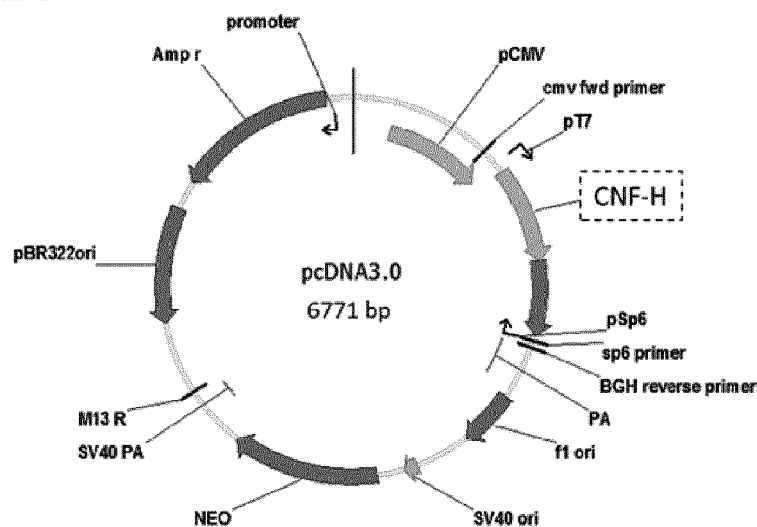 promoter
Amp r
pCMV
cmv fwd primer
pT7
CNF-H
pBR322ori
pcDNA3.0
6771 bp
pSp6
sp6 primer
BGH reverse primer
PA
M13 R
SV40 PA
f1 ori
NEO
SV40 ori